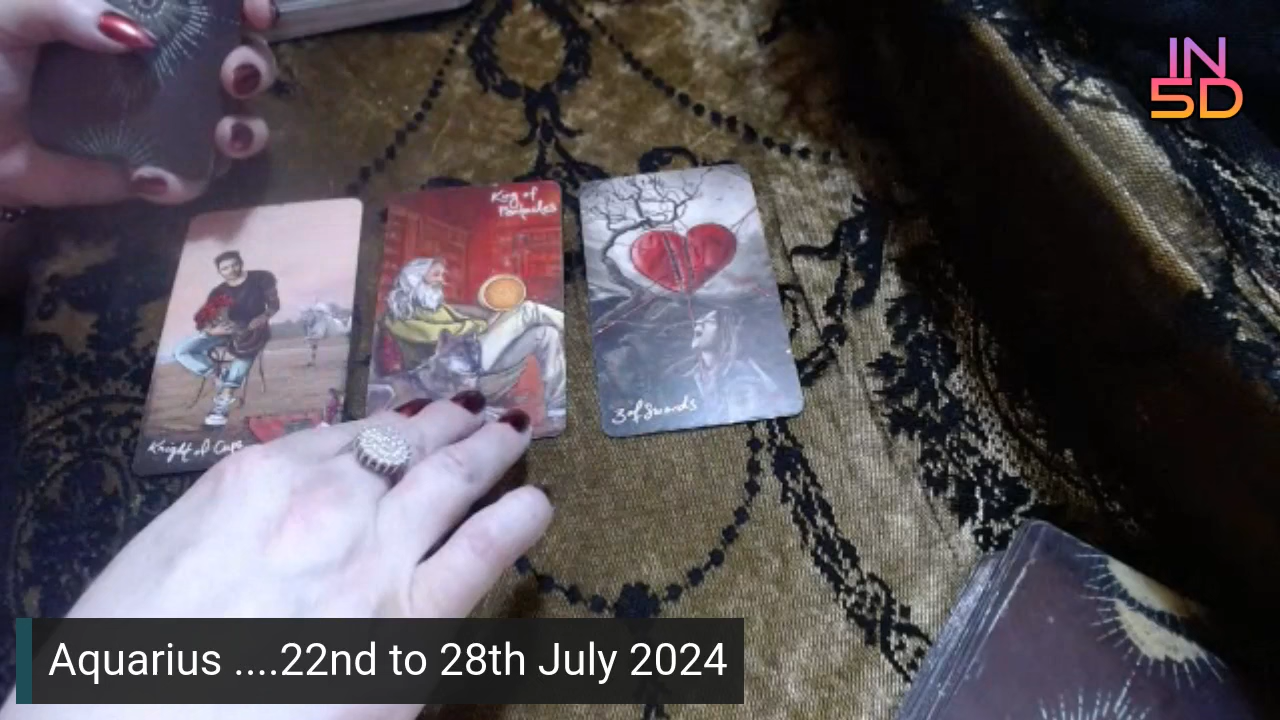 IN
5D
King of
Pentacles
Knight of Cups
3 of Swords
Aquarius ....22nd to 28th July 2024